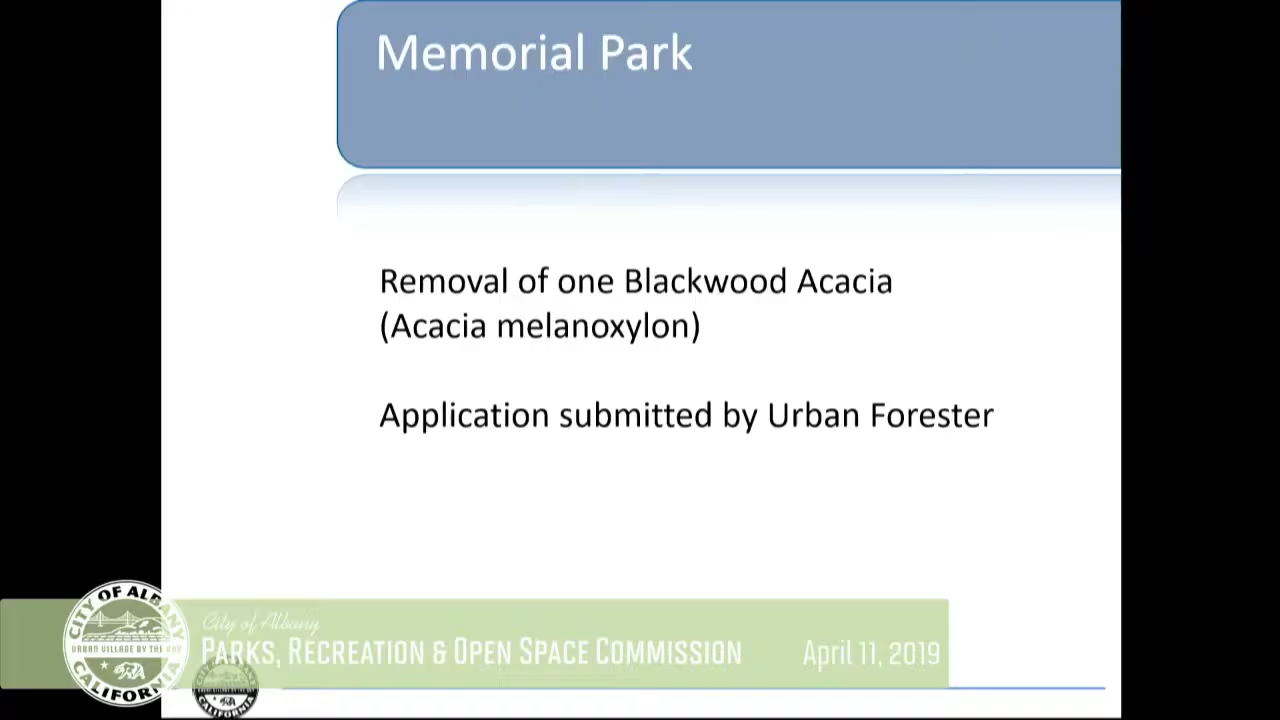 Memorial Park
Removal of one Blackwood Acacia
(Acacia melanoxylon)
Application submitted by Urban Forester
CITY OF ALBANY
URBAN VILLAGE BY THE BAY
CALIFORNIA
City of Albany
PARKS, RECREATION & OPEN SPACE COMMISSION
April 11, 2019
CALIFORNIA